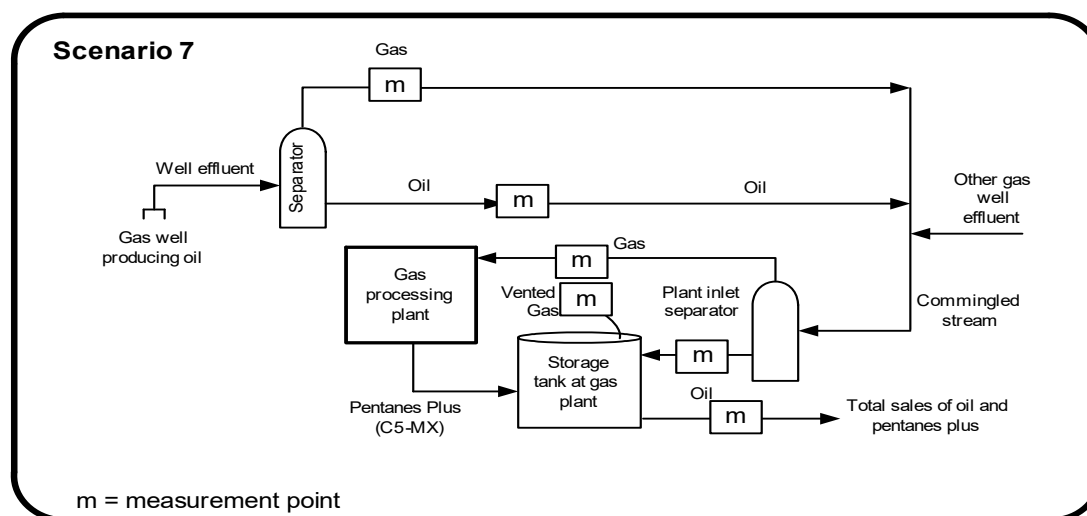 Scenario 7
Gas
m
Well effluent
Separator
Oil
m
Oil
Other gas
well
effluent
Gas well
producing oil
Gas
m
Gas
processing
plant
Vented
Gas
m
Plant inlet
separator
Commingled
stream
m
Storage
tank at gas
plant
Pentanes Plus
(C5-MX)
Oil
m
Total sales of oil and
pentanes plus
m = measurement point